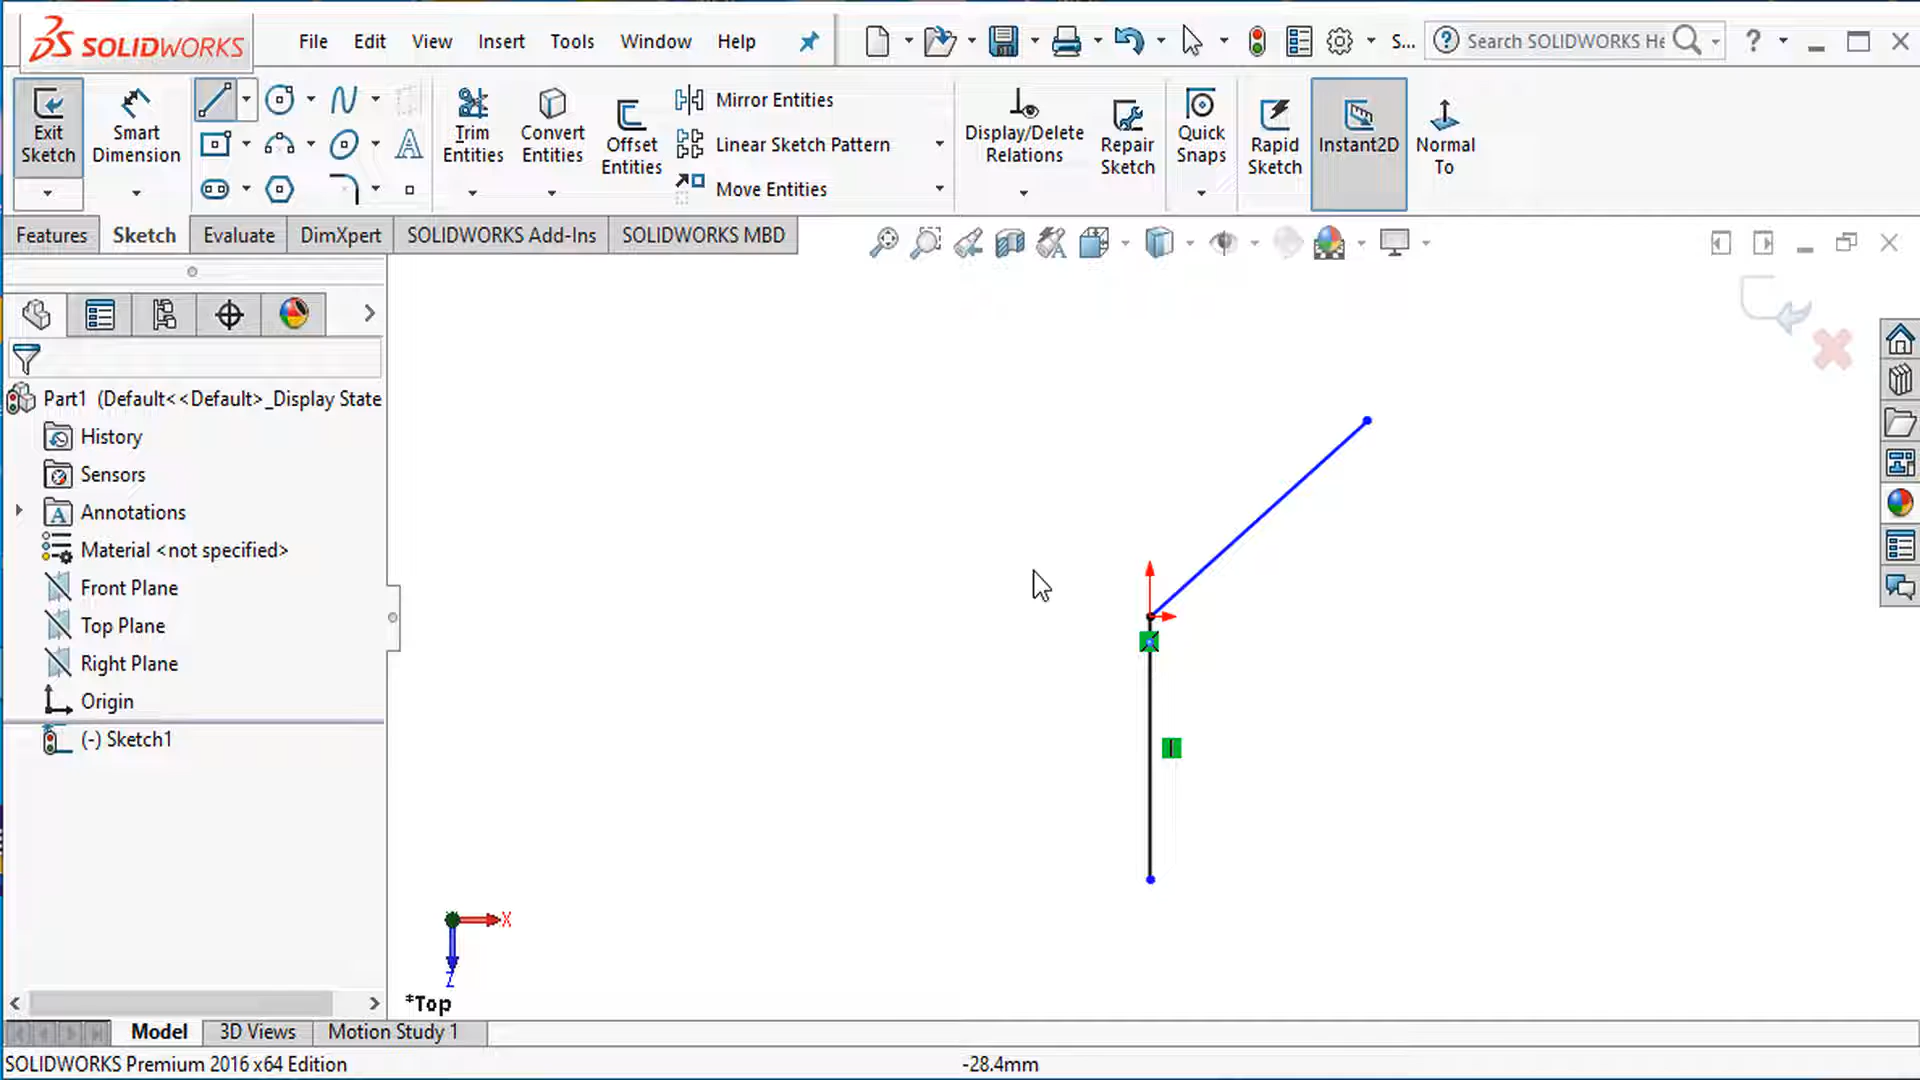 SOLIDWORKS
File Edit View Insert Tools Window Help
S...
Search SOLIDWORKS He
?
Exit Sketch
Smart Dimension
Trim Entities
Convert Entities
Offset Entities
Mirror Entities
Linear Sketch Pattern
Move Entities
Display/Delete Relations
Repair Sketch
Quick Snaps
Rapid Sketch
Instant2D
Normal To
Features Sketch Evaluate DimXpert SOLIDWORKS Add-Ins SOLIDWORKS MBD
Part1 (Default<<Default>_Display State
History
Sensors
Annotations
Material <not specified>
Front Plane
Top Plane
Right Plane
Origin
(-) Sketch1
X
Z
*Top
Model 3D Views Motion Study 1
SOLIDWORKS Premium 2016 x64 Edition
-28.4mm